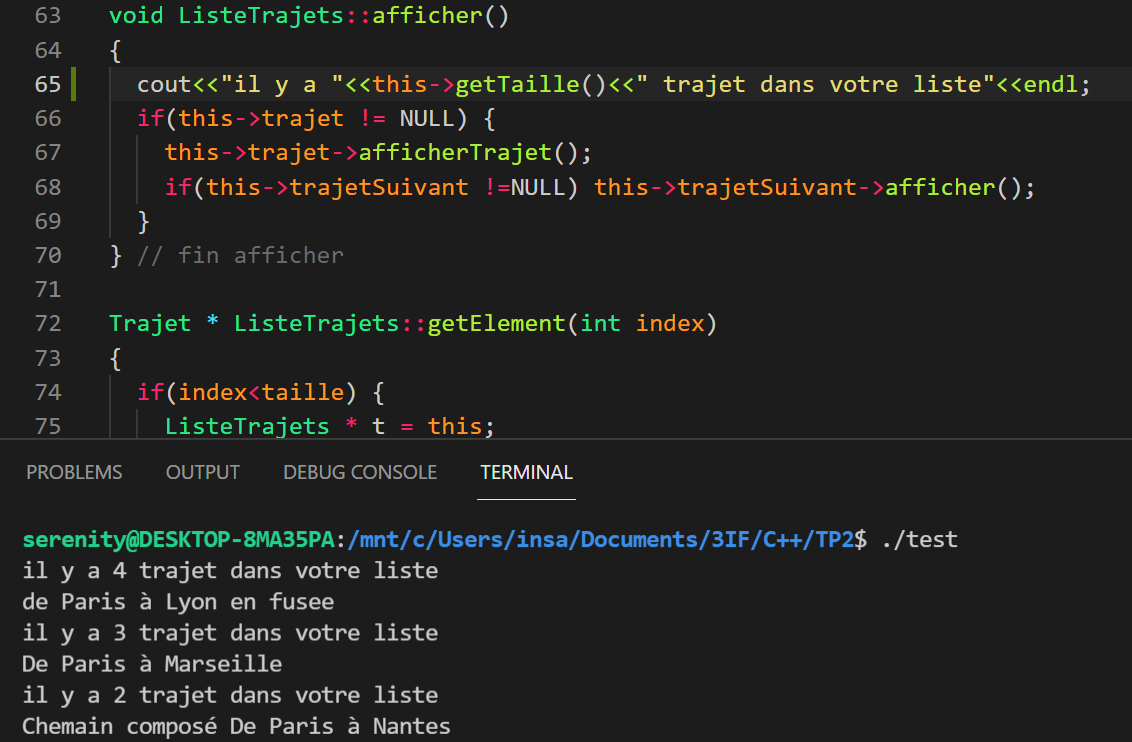 63 void ListeTrajets::afficher()
64 {
65 cout<<"il y a "<<this->getTaille()<<" trajet dans votre liste"<<endl;
66 if(this->trajet != NULL) {
67 this->trajet->afficherTrajet();
68 if(this->trajetSuivant !=NULL) this->trajetSuivant->afficher();
69 }
70 } // fin afficher
71
72 Trajet * ListeTrajets::getElement(int index)
73 {
74 if(index<taille) {
75 ListeTrajets * t = this;
PROBLEMS OUTPUT DEBUG CONSOLE TERMINAL
serenity@DESKTOP-8MA35PA:/mnt/c/Users/insa/Documents/3IF/C++/TP2$ ./test
il y a 4 trajet dans votre liste
de Paris à Lyon en fusee
il y a 3 trajet dans votre liste
De Paris à Marseille
il y a 2 trajet dans votre liste
Chemain composé De Paris à Nantes